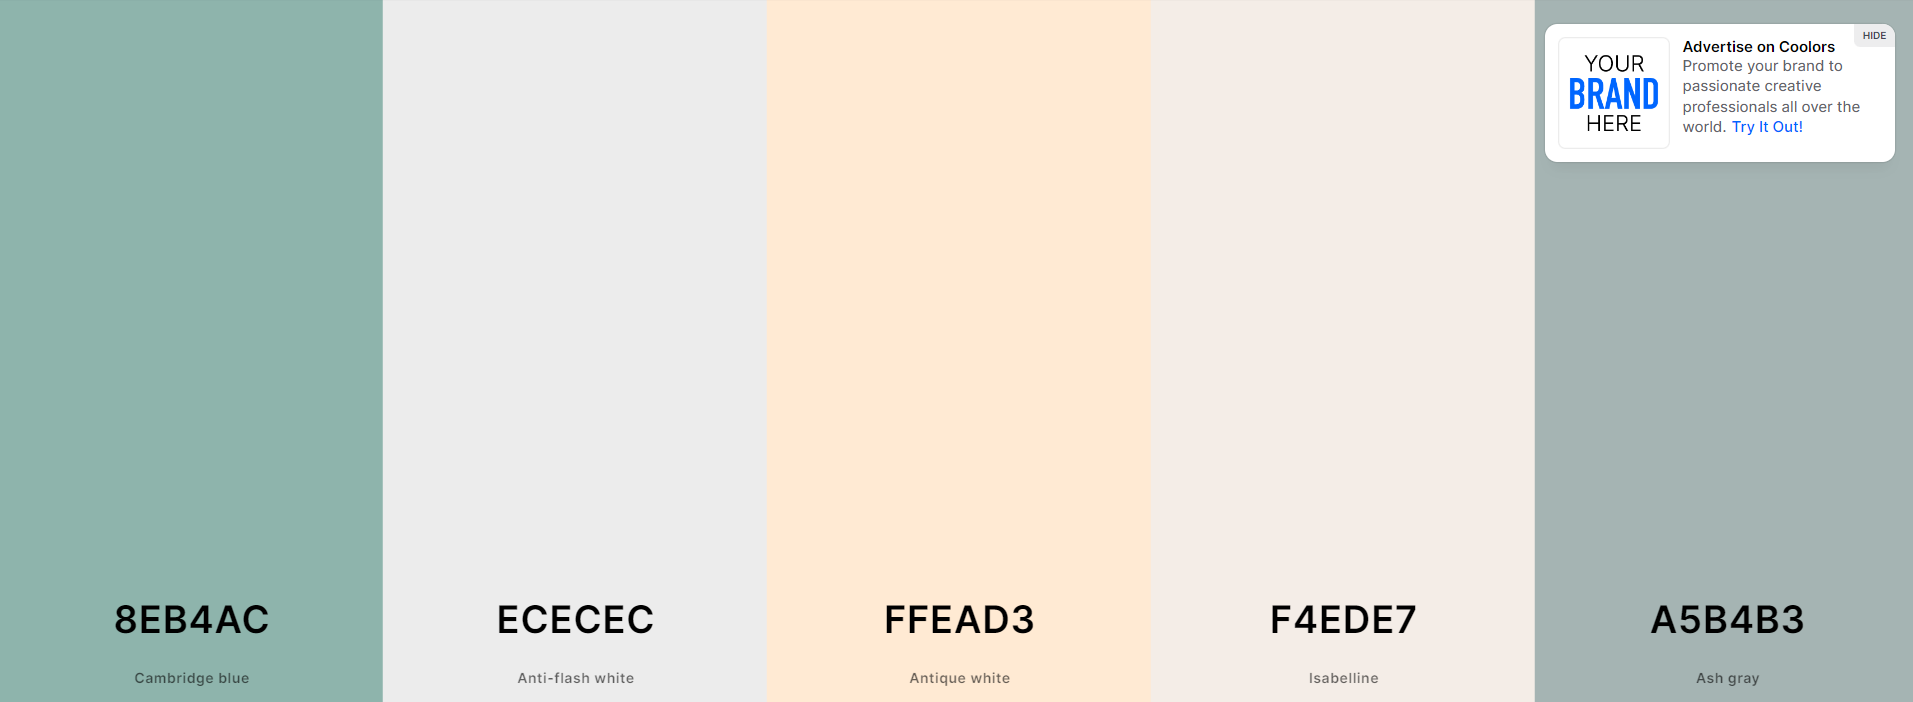 HIDE
YOUR
BRAND
HERE
Advertise on Coolors
Promote your brand to
passionate creative
professionals all over the
world. Try It Out!
8EB4AC
Cambridge blue
ECECEC
Anti-flash white
FFEAD3
Antique white
F4EDE7
Isabelline
A5B4B3
Ash gray